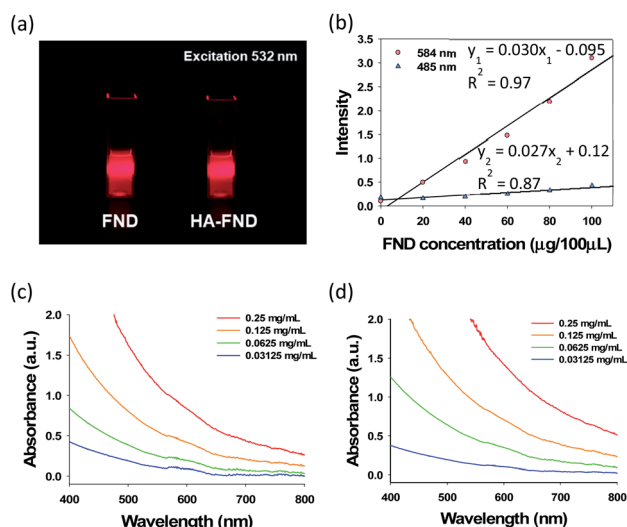 (a)
Excitation 532 nm
FND
HA-FND
(b)
584 nm
485 nm
y1 = 0.030x1 - 0.095
R² = 0.97
y2 = 0.027x2 + 0.12
R² = 0.87
Intensity
3.5
3.0
2.5
2.0
1.5
1.0
0.5
0.0
0
20
40
60
80
100
FND concentration (μg/100μL)
(c)
Absorbance (a.u.)
2.0
1.5
1.0
0.5
0.0
0.25 mg/mL
0.125 mg/mL
0.0625 mg/mL
0.03125 mg/mL
400
500
600
700
800
Wavelength (nm)
(d)
Absorbance (a.u.)
2.0
1.5
1.0
0.5
0.0
0.25 mg/mL
0.125 mg/mL
0.0625 mg/mL
0.03125 mg/mL
400
500
600
700
800
Wavelength (nm)